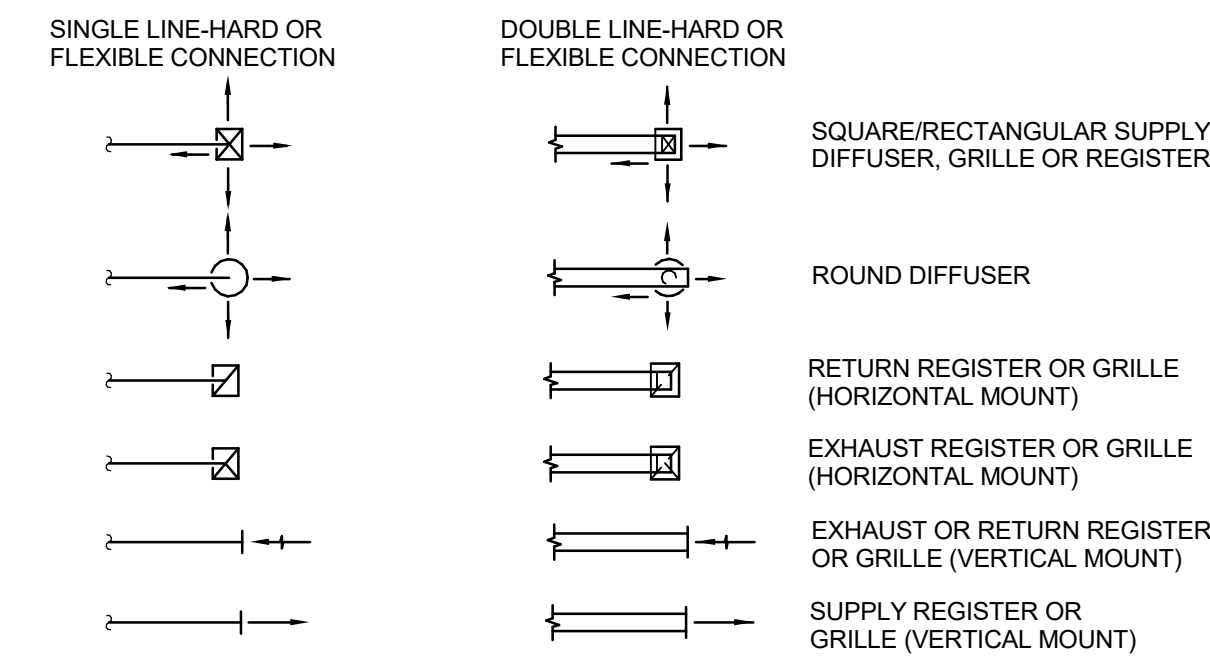 SINGLE LINE-HARD OR
FLEXIBLE CONNECTION
DOUBLE LINE-HARD OR
FLEXIBLE CONNECTION
SQUARE/RECTANGULAR SUPPLY
DIFFUSER, GRILLE OR REGISTER
ROUND DIFFUSER
RETURN REGISTER OR GRILLE
(HORIZONTAL MOUNT)
EXHAUST REGISTER OR GRILLE
(HORIZONTAL MOUNT)
EXHAUST OR RETURN REGISTER
OR GRILLE (VERTICAL MOUNT)
SUPPLY REGISTER OR
GRILLE (VERTICAL MOUNT)